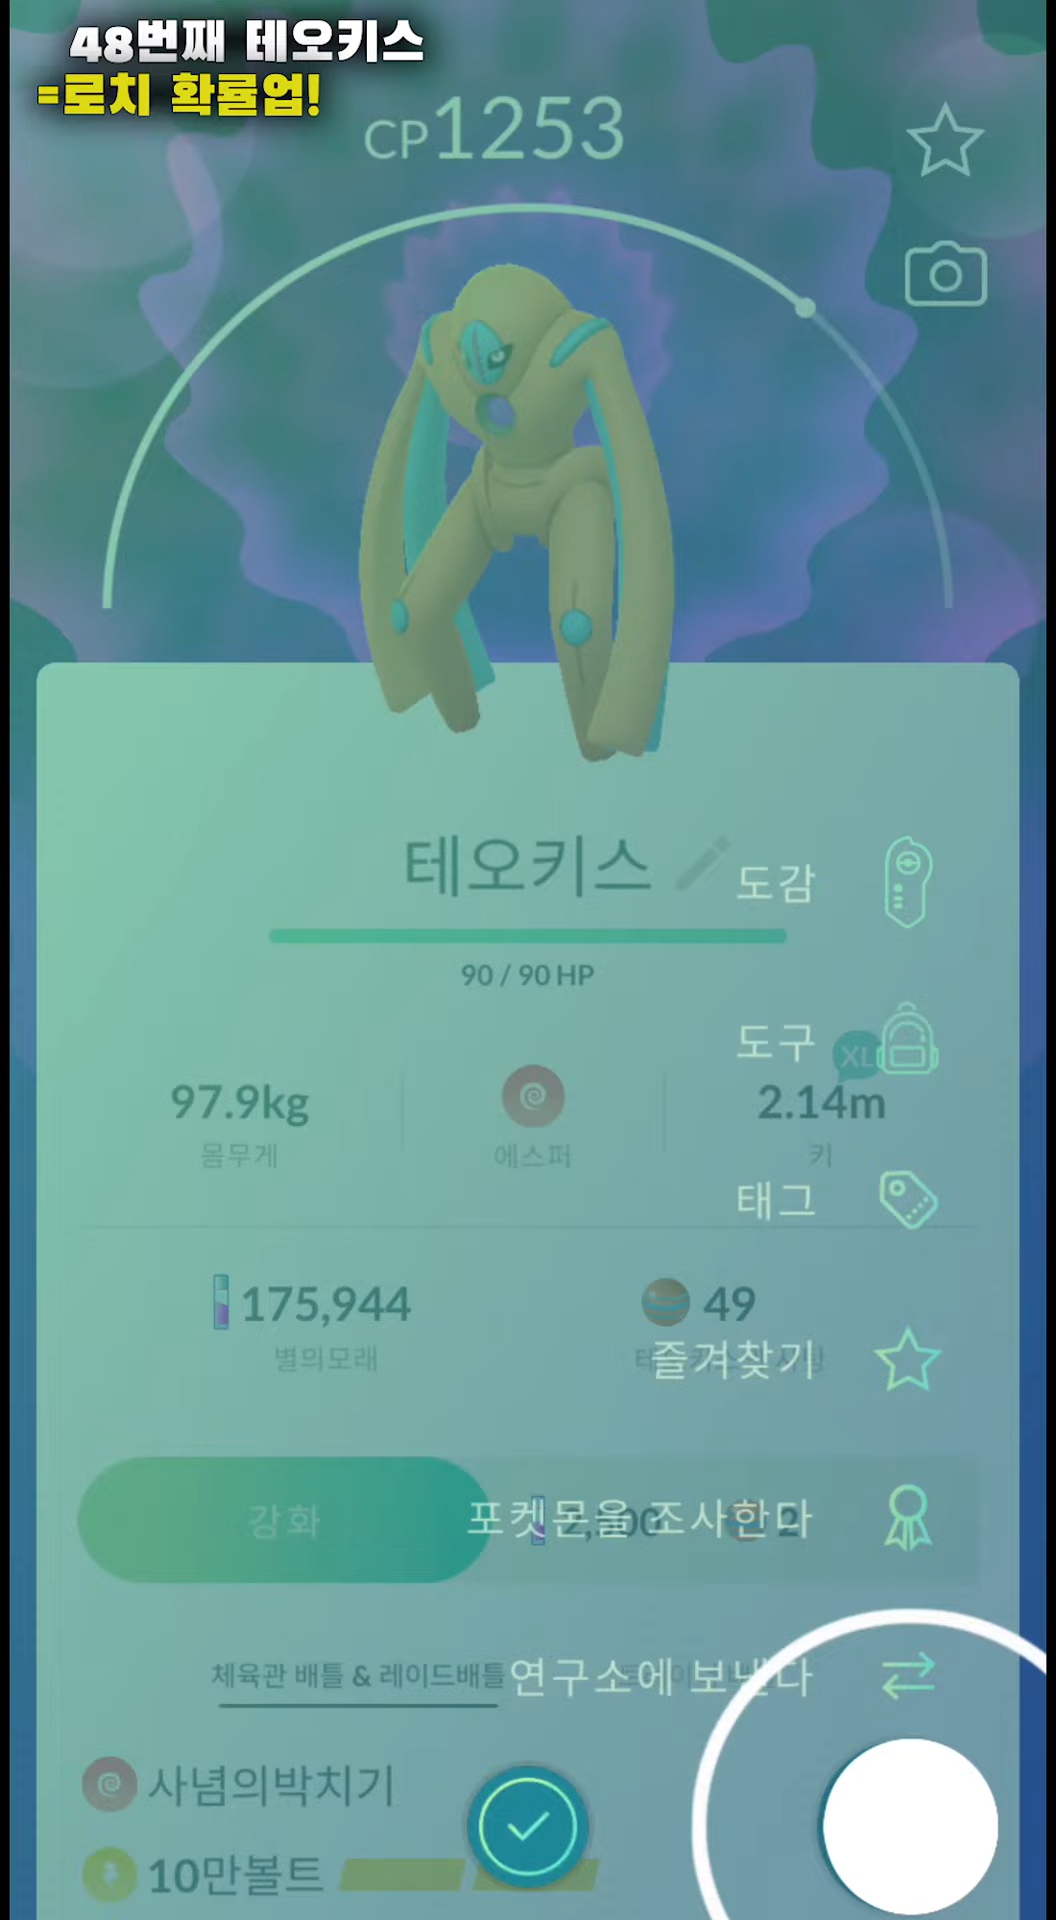 48번째 테오키스
=로치 확률업!
CP1253
테오키스
도감
90 / 90 HP
도구
XL
97.9kg
에스퍼
2.14m
몸무게
키
태그
175,944
49
별의모래
즐겨찾기
강화
포켓몬을 조사한다
2
체육관 배틀 & 레이드배틀
연구소에 보낸다
사념의박치기
10만볼트